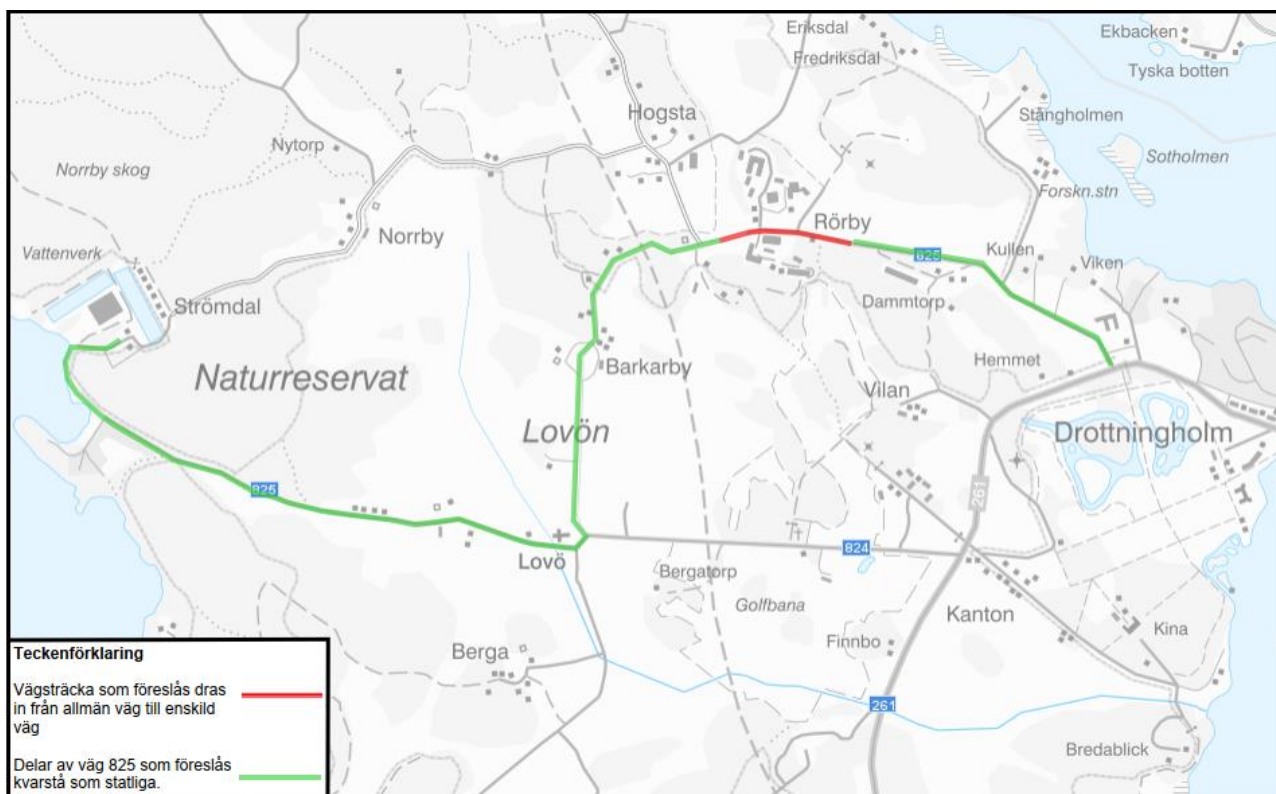 Eriksdal
Ekbacken
Fredriksdal
Tyska botten
Hogsta
Stångholmen
Nytorp
Sotholmen
Norrby skog
Forskn.stn
Rörby
Norrby
Kullen
825
Vattenverk
Viken
Strömdal
Dammtorp
Barkarby
Hemmet
Naturreservat
Vilan
Lovön
Drottningholm
825
261
824
Lovö
Bergatorp
Golfbana
Kanton
Kina
Finnbo
Berga
261
Bredablick
Teckenförklaring
Vägsträcka som föreslås dras
in från allmän väg till enskild
väg
Delar av väg 825 som föreslås
kvarstå som statliga.